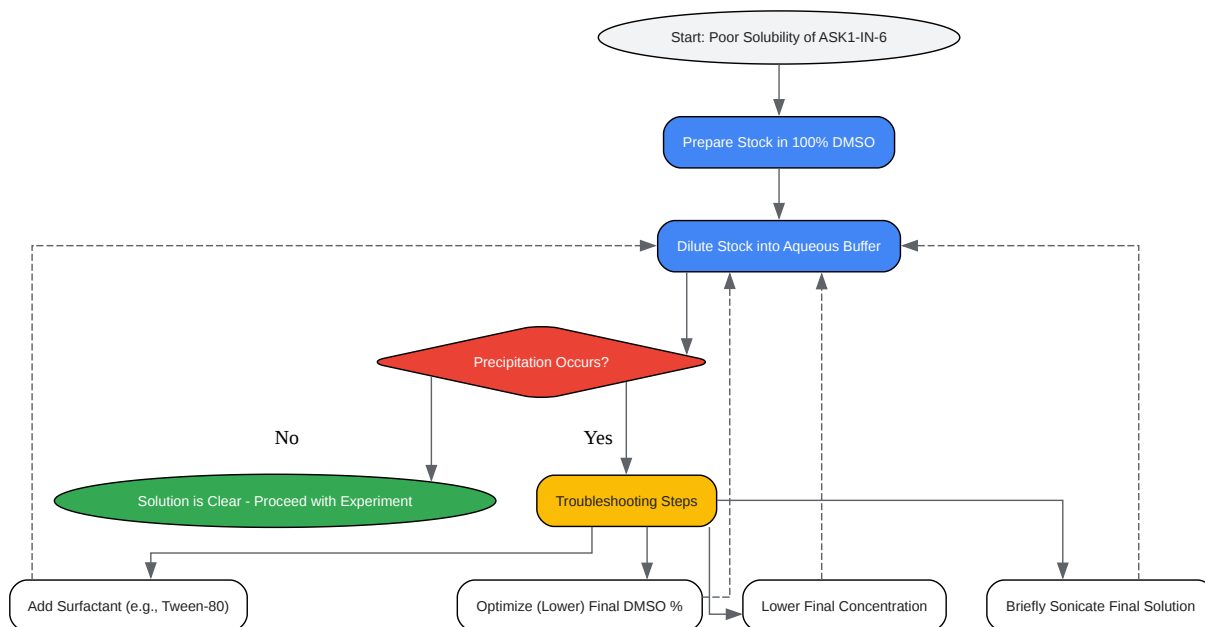 Start: Poor Solubility of ASK1-IN-6
Prepare Stock in 100% DMSO
Dilute Stock into Aqueous Buffer
Precipitation Occurs?
No
Yes
Solution is Clear - Proceed with Experiment
Troubleshooting Steps
Add Surfactant (e.g., Tween-80)
Optimize (Lower) Final DMSO %
Lower Final Concentration
Briefly Sonicate Final Solution